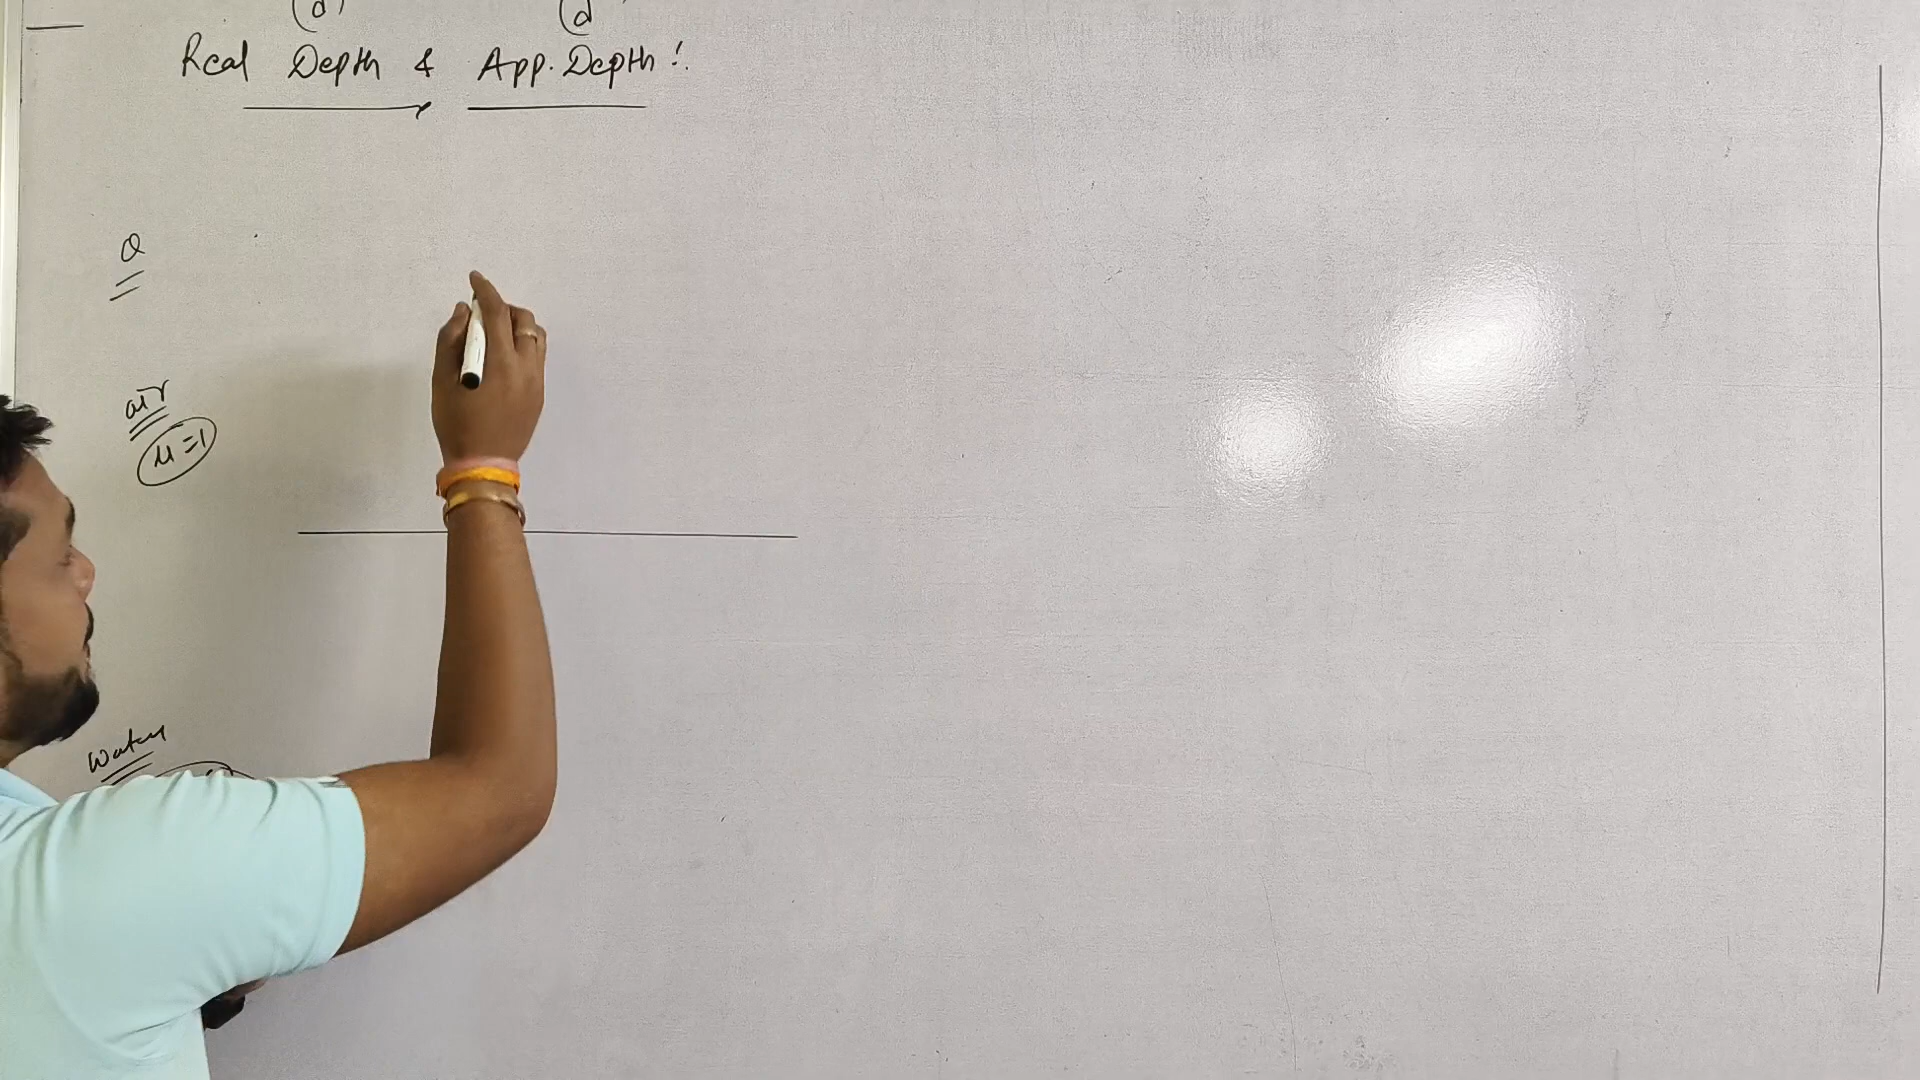 (d) (d
Real Depth & App. Depth :
Q
air
μ = 1
Water